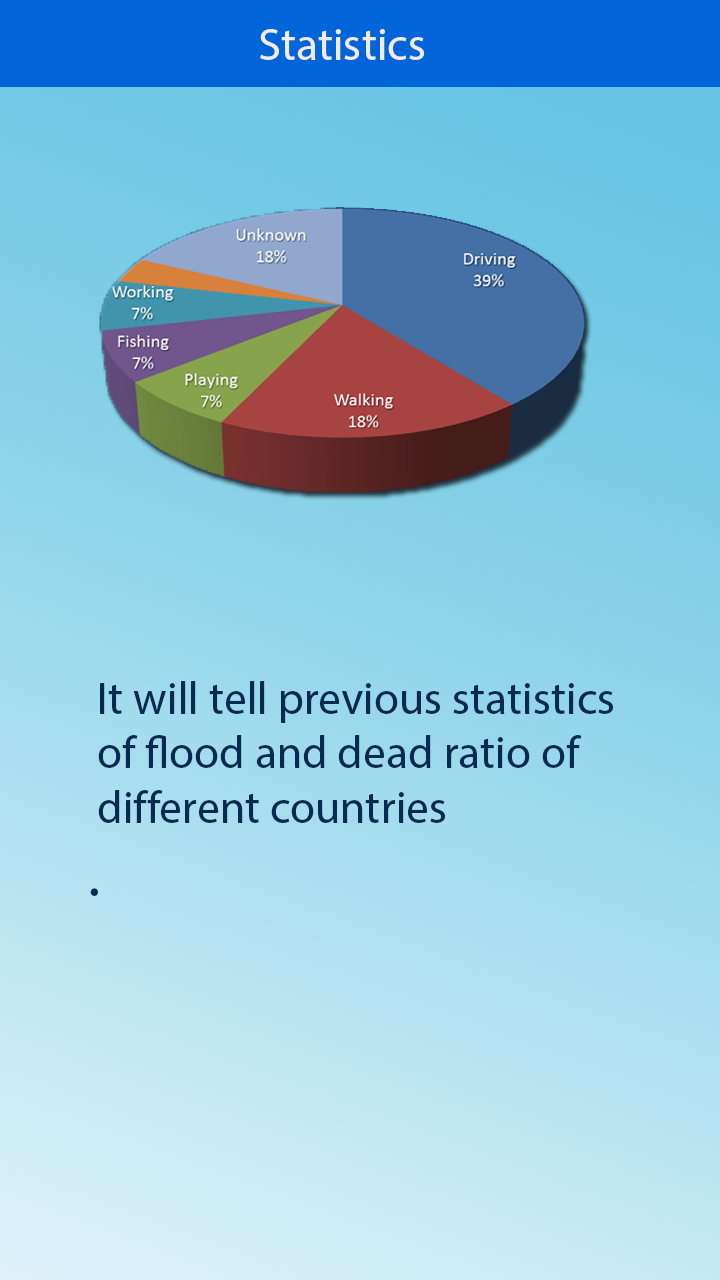 Statistics
Unknown
18%
Driving
39%
Working
7%
Fishing
7%
Playing
7%
Walking
18%
It will tell previous statistics
of flood and dead ratio of
different countries
.